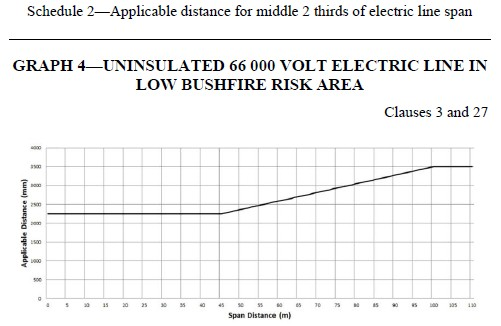 Schedule 2—Applicable distance for middle 2 thirds of electric line span
GRAPH 4—UNINSULATED 66 000 VOLT ELECTRIC LINE IN
LOW BUSHFIRE RISK AREA
Clauses 3 and 27
Applicable Distance (mm)
4000
3500
3000
2500
2000
1500
1000
500
0
0 5 10 15 20 25 30 35 40 45 50 55 60 65 70 75 80 85 90 95 100 105 110
Span Distance (m)